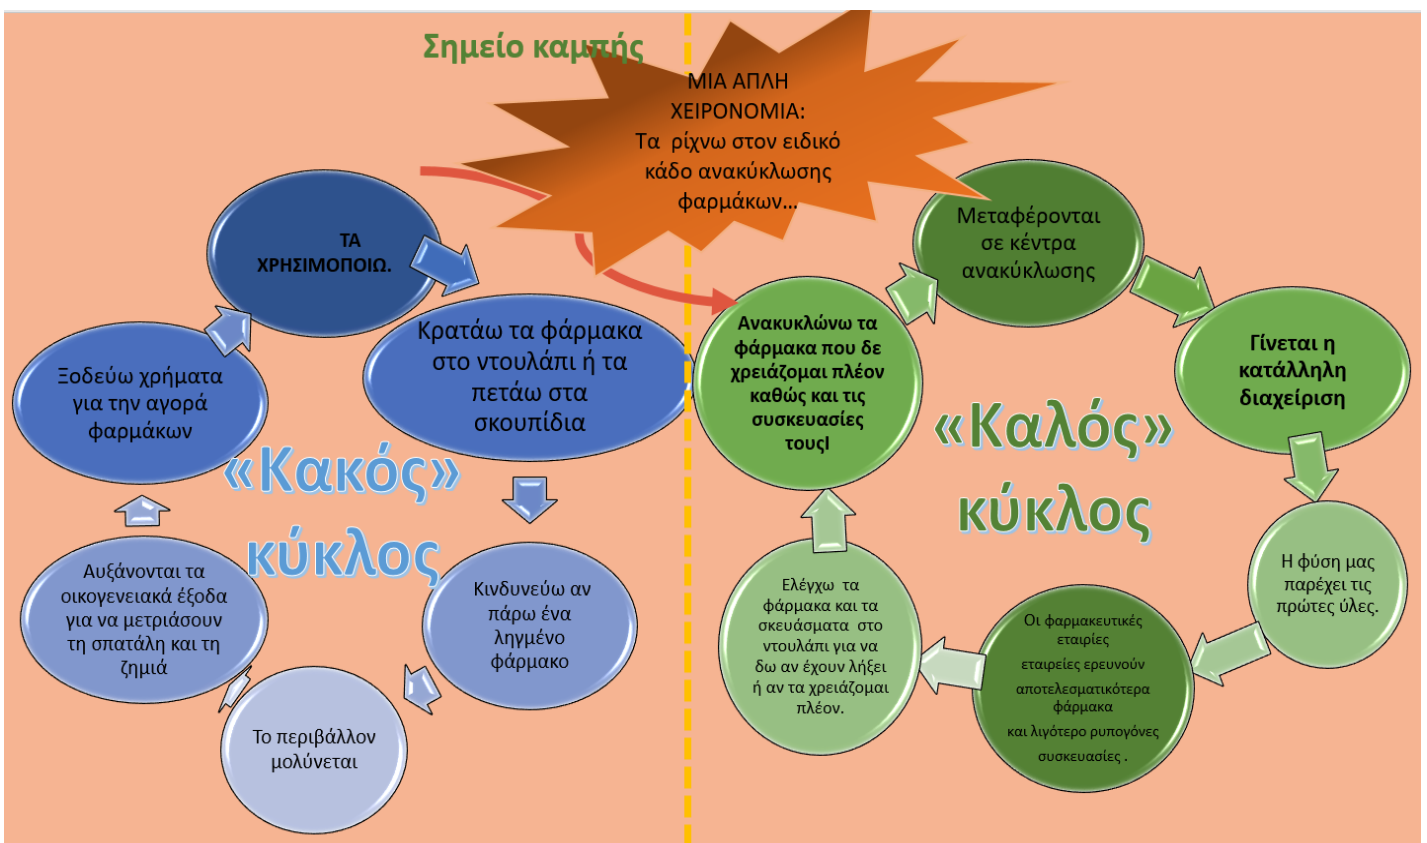 Σημείο καμπής
ΜΙΑ ΑΠΛΗ
ΧΕΙΡΟΝΟΜΙΑ:
Τα ρίχνω στον ειδικό
κάδο ανακύκλωσης
φαρμάκων...
ΤΑ
ΧΡΗΣΙΜΟΠΟΙΩ.
Κρατάω τα φάρμακα
στο ντουλάπι ή τα
πετάω στα
σκουπίδια
Κινδυνεύω αν
πάρω ένα
ληγμένο
φάρμακο
Το περιβάλλον
μολύνεται
Αυξάνονται τα
οικογενειακά έξοδα
για να μετριάσουν
τη σπατάλη και τη
ζημιά
Ξοδεύω χρήματα
για την αγορά
φαρμάκων
«Κακός»
κύκλος
Ανακυκλώνω τα
φάρμακα που δε
χρειάζομαι πλέον
καθώς και τις
συσκευασίες
τουςΙ
Μεταφέρονται
σε κέντρα
ανακύκλωσης
Γίνεται η
κατάλληλη
διαχείριση
Η φύση μας
παρέχει τις
πρώτες ύλες.
Οι φαρμακευτικές
εταιρίες
εταιρείες ερευνούν
αποτελεσματικότερα
φάρμακα
και λιγότερο ρυπογόνες
συσκευασίες .
Ελέγχω τα
φάρμακα και τα
σκευάσματα στο
ντουλάπι για να
δω αν έχουν λήξει
ή αν τα χρειάζομαι
πλέον.
«Καλός»
κύκλος